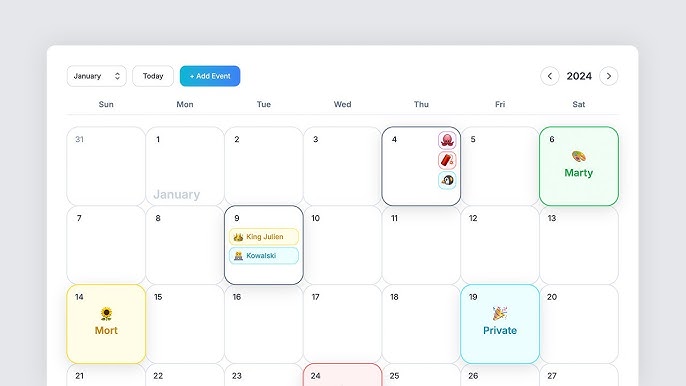 January Today + Add Event 2024
Sun Mon Tue Wed Thu Fri Sat
31 1 2 3 4 5 6
Marty
January
7 8 9 10 11 12 13
King Julien
Kowalski
14 15 16 17 18 19 20
Mort Private
21 22 23 24 25 26 27